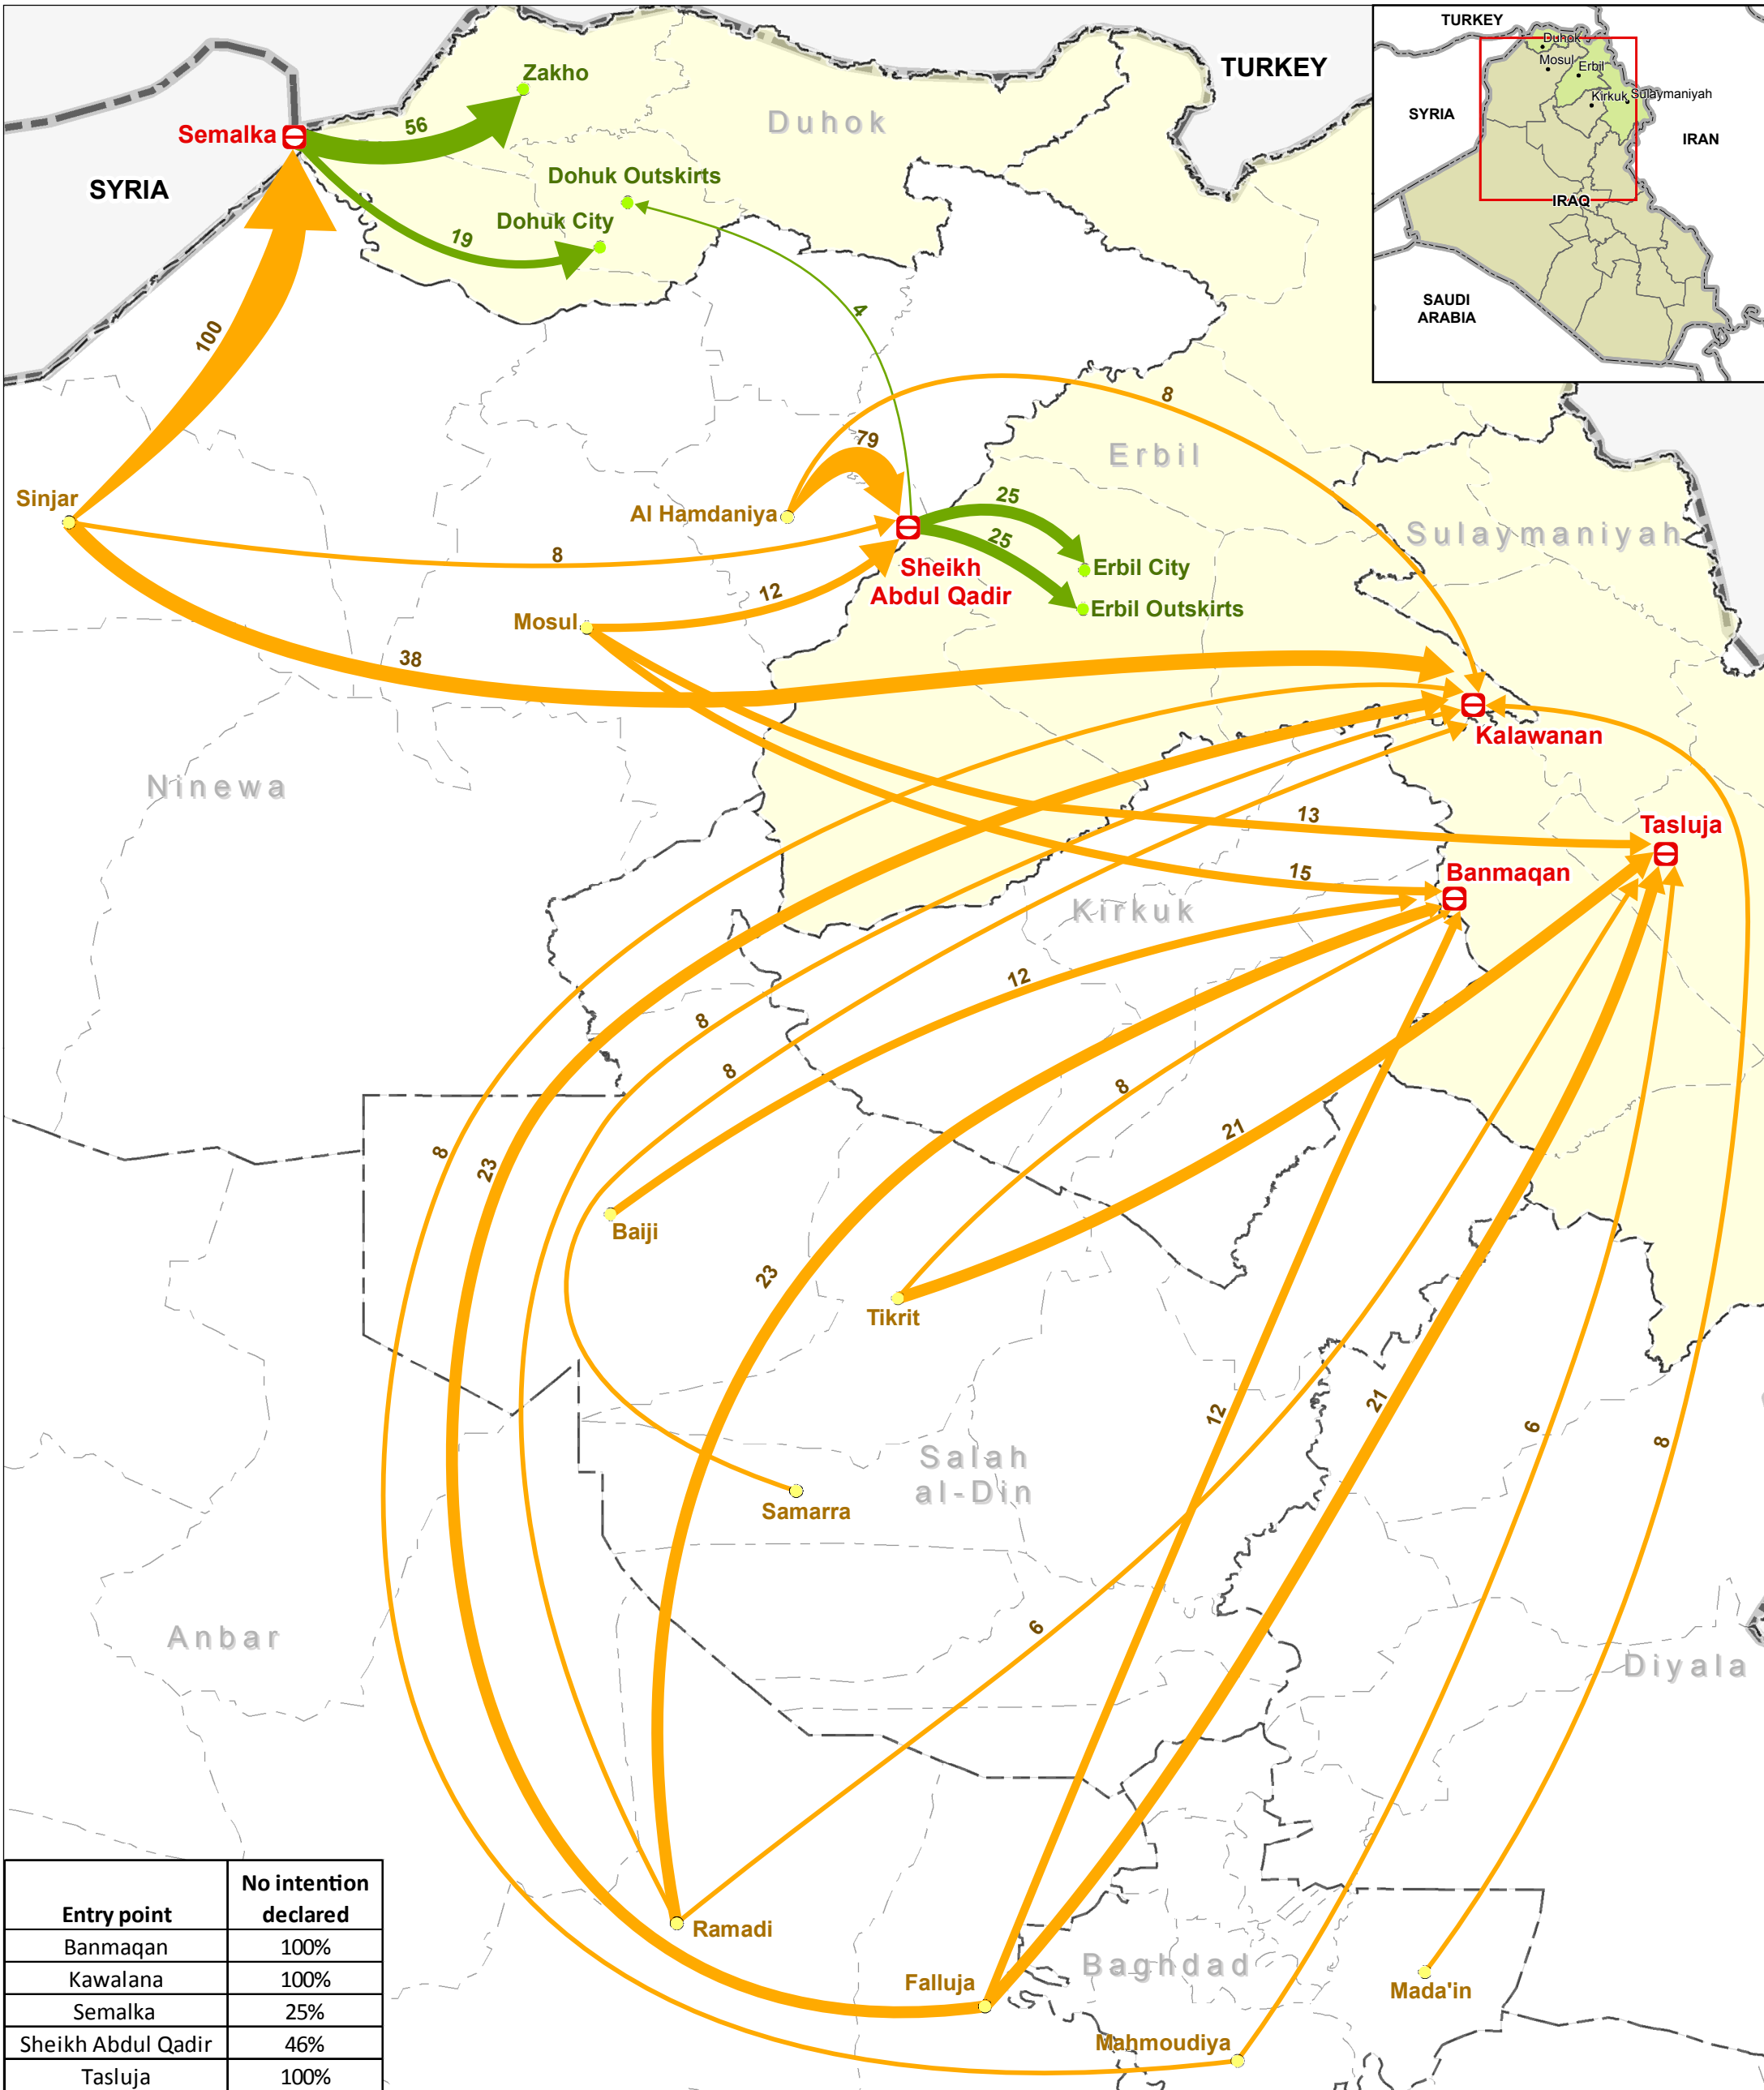 TURKEY
Duhok
Mosul
Erbil
Kirkuk
Sulaymaniyah
SYRIA
IRAN
IRAQ
SAUDI
ARABIA
TURKEY
Zakho
Duhok
56
Semalka
SYRIA
Dohuk Outskirts
Dohuk City
19
4
100
8
79
Erbil
Sinjar
Al Hamdaniya
25
Sulaymaniyah
25
8
Sheikh
Abdul Qadir
Erbil City
Erbil Outskirts
12
Mosul
38
Kalawanan
Ninewa
13
Tasluja
15
Banmaqan
Kirkuk
12
8
8
8
21
8
23
Baiji
23
Tikrit
12
21
6
8
Salah
al-Din
Samarra
6
Anbar
Diyala
Ramadi
Baghdad
Falluja
Mada'in
Mahmoudiya
Entry point No intention
declared
Banmaqan 100%
Kawalana 100%
Semalka 25%
Sheikh Abdul Qadir 46%
Tasluja 100%